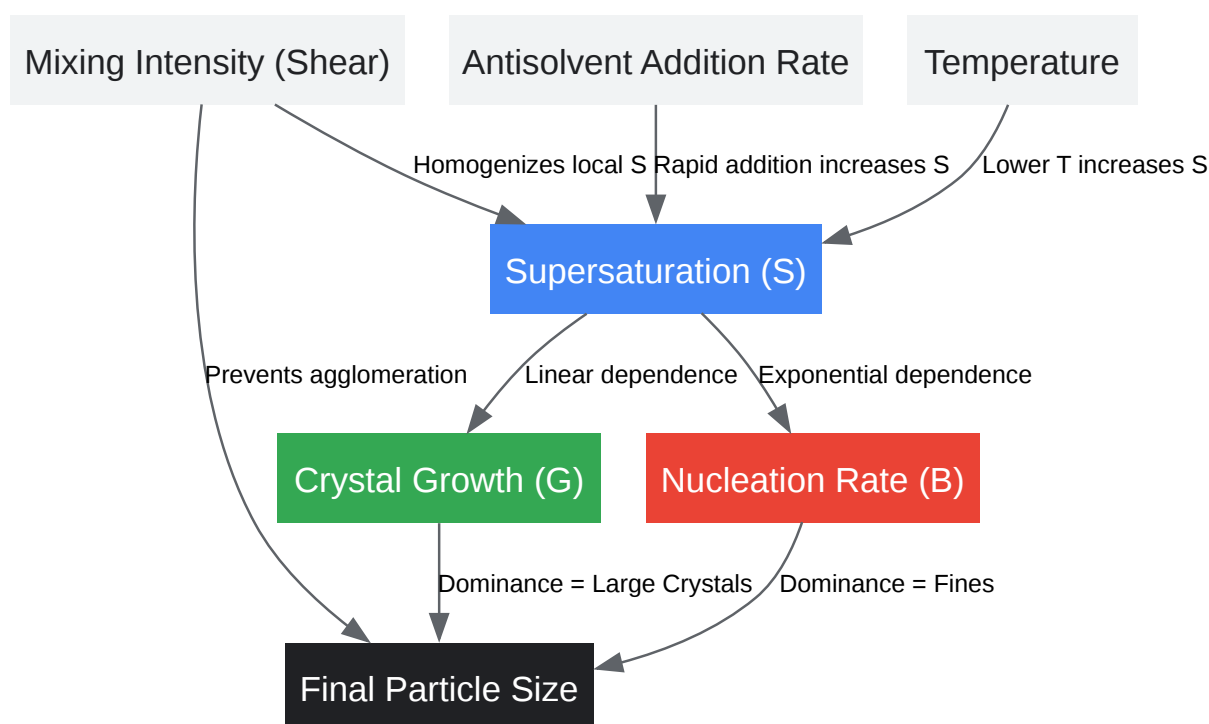 Mixing Intensity (Shear)
Antisolvent Addition Rate
Temperature
Homogenizes local S
Rapid addition increases S
Lower T increases S
Supersaturation (S)
Prevents agglomeration
Linear dependence
Exponential dependence
Crystal Growth (G)
Nucleation Rate (B)
Dominance = Large Crystals
Dominance = Fines
Final Particle Size